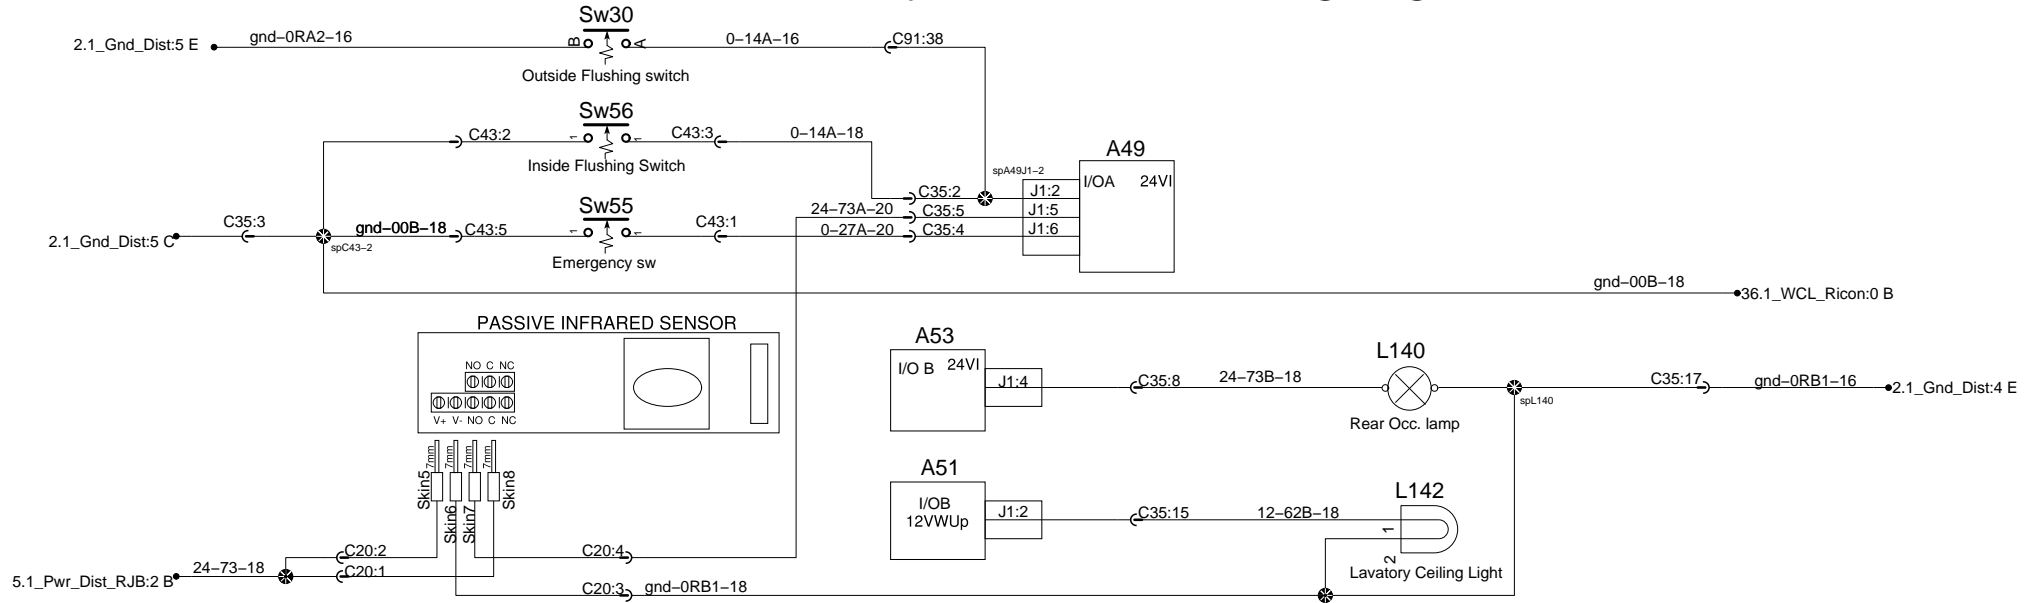 Sw30
2.1_Gnd_Dist:5 E
gnd-0RA2-16
B
A
0-14A-16
C91:38
Outside Flushing switch
Sw56
C43:2
1
1
C43:3
0-14A-18
Inside Flushing Switch
A49
spA49J1-2
I/OA 24VI
C35:2
J1:2
24-73A-20
C35:5
J1:5
Sw55
C35:3
gnd-00B-18
C43:5
1
1
C43:1
0-27A-20
C35:4
J1:6
2.1_Gnd_Dist:5 C
spC43-2
Emergency sw
gnd-00B-18
36.1_WCL_Ricon:0 B
PASSIVE INFRARED SENSOR
NO C NC
V+ V- NO C NC
7mm
7mm
7mm
7mm
Skin5
Skin6
Skin7
Skin8
A53
I/O B 24VI
J1:4
C35:8
24-73B-18
L140
Rear Occ. lamp
spL140
C35:17
gnd-0RB1-16
2.1_Gnd_Dist:4 E
A51
I/OB
12VWUp
J1:2
C35:15
12-62B-18
L142
1
2
Lavatory Ceiling Light
C20:2
C20:4
5.1_Pwr_Dist_RJB:2 B
24-73-18
C20:1
C20:3
gnd-0RB1-18